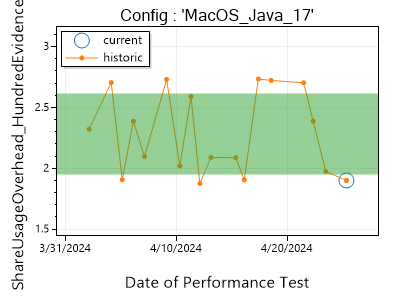 Config : 'MacOS_Java_17'
current
historic
3
2.5
2
1.5
ShareUsageOverhead_HundredEvidence
3/31/2024
4/10/2024
4/20/2024
Date of Performance Test